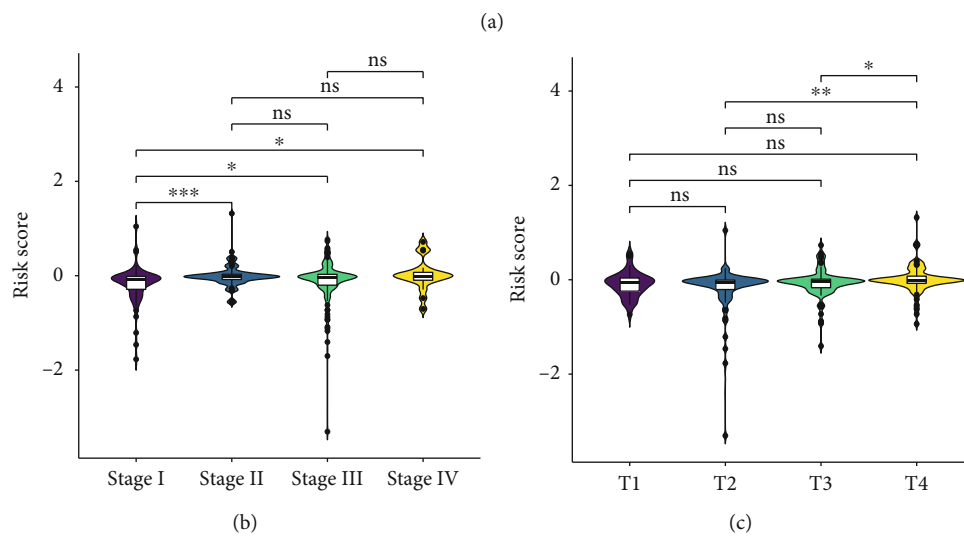 (a)
ns
ns
ns
*
*
***
4
2
0
−2
Risk score
Stage I Stage II Stage III Stage IV
(b)
*
**
ns
ns
ns
ns
4
2
0
−2
Risk score
T1 T2 T3 T4
(c)